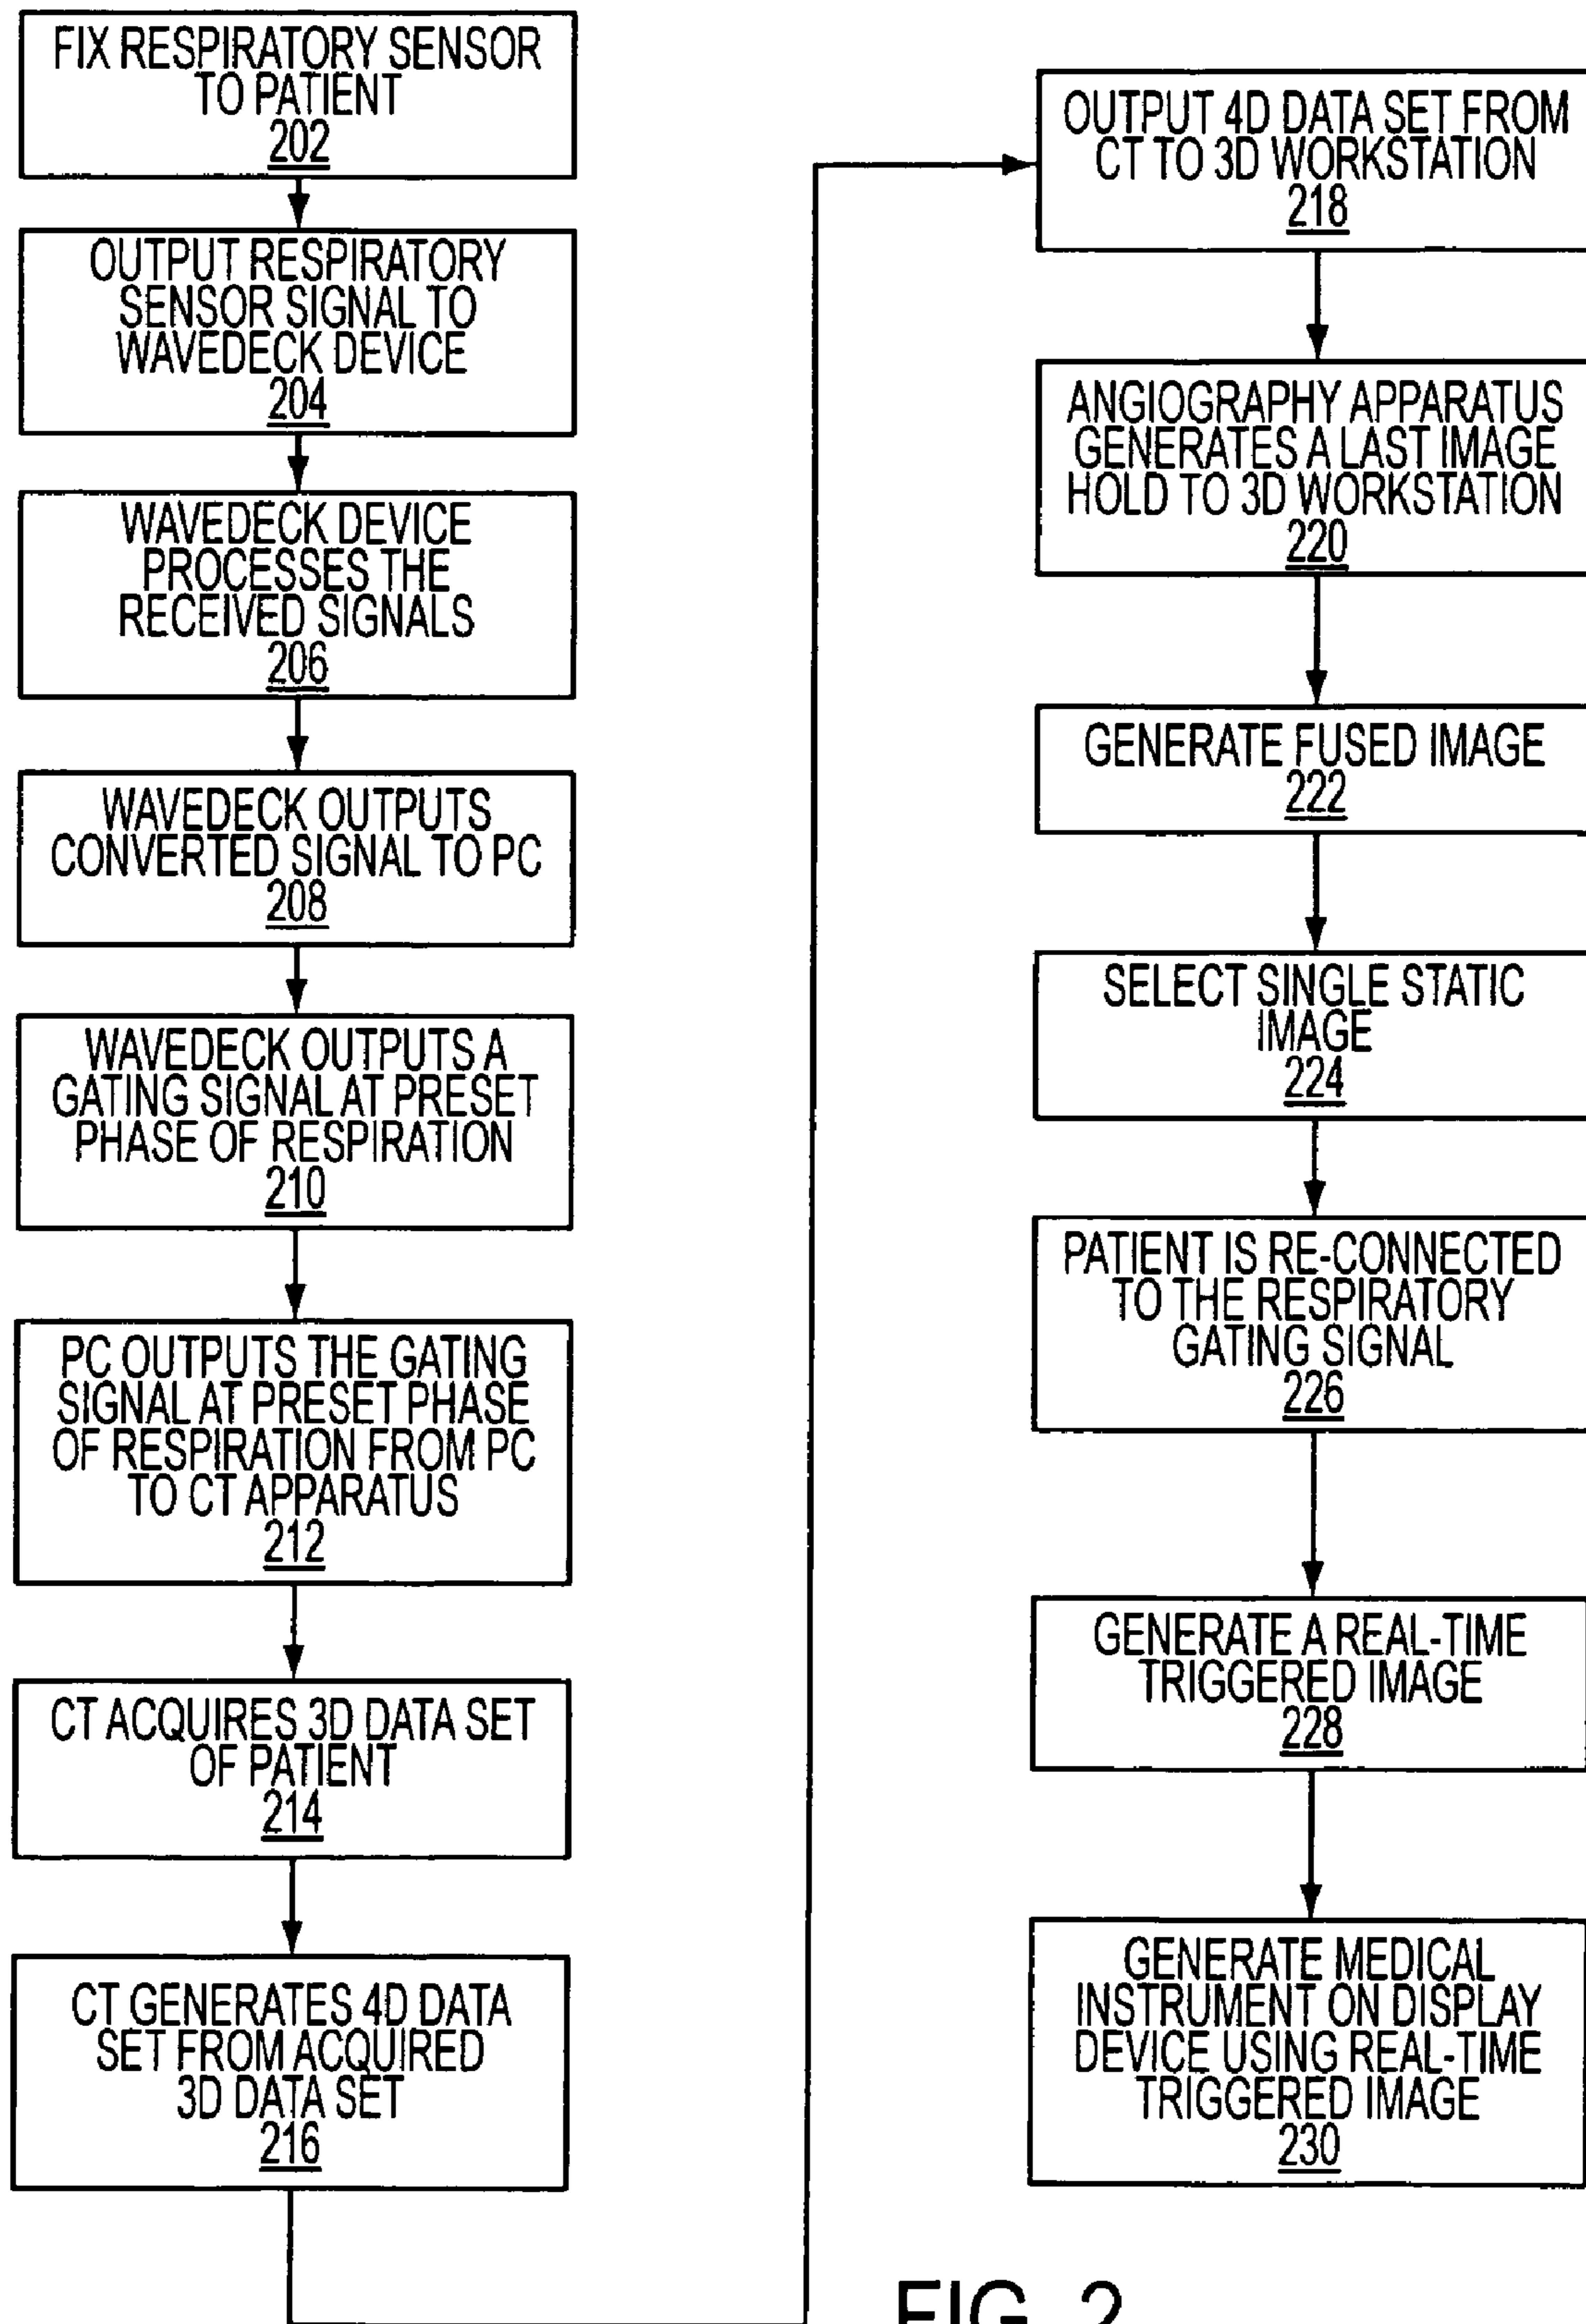 FIX RESPIRATORY SENSOR
TO PATIENT
202
OUTPUT RESPIRATORY
SENSOR SIGNAL TO
WAVEDECK DEVICE
204
WAVEDECK DEVICE
PROCESSES THE
RECEIVED SIGNALS
206
WAVEDECK OUTPUTS
CONVERTED SIGNAL TO PC
208
WAVEDECK OUTPUTS A
GATING SIGNAL AT PRESET
PHASE OF RESPIRATION
210
PC OUTPUTS THE GATING
SIGNAL AT PRESET PHASE
OF RESPIRATION FROM PC
TO CT APPARATUS
212
CT ACQUIRES 3D DATA SET
OF PATIENT
214
CT GENERATES 4D DATA
SET FROM ACQUIRED
3D DATA SET
216
OUTPUT 4D DATA SET FROM
CT TO 3D WORKSTATION
218
ANGIOGRAPHY APPARATUS
GENERATES A LAST IMAGE
HOLD TO 3D WORKSTATION
220
GENERATE FUSED IMAGE
222
SELECT SINGLE STATIC
IMAGE
224
PATIENT IS RE-CONNECTED
TO THE RESPIRATORY
GATING SIGNAL
226
GENERATE A REAL-TIME
TRIGGERED IMAGE
228
GENERATE MEDICAL
INSTRUMENT ON DISPLAY
DEVICE USING REAL-TIME
TRIGGERED IMAGE
230
FIG. 2